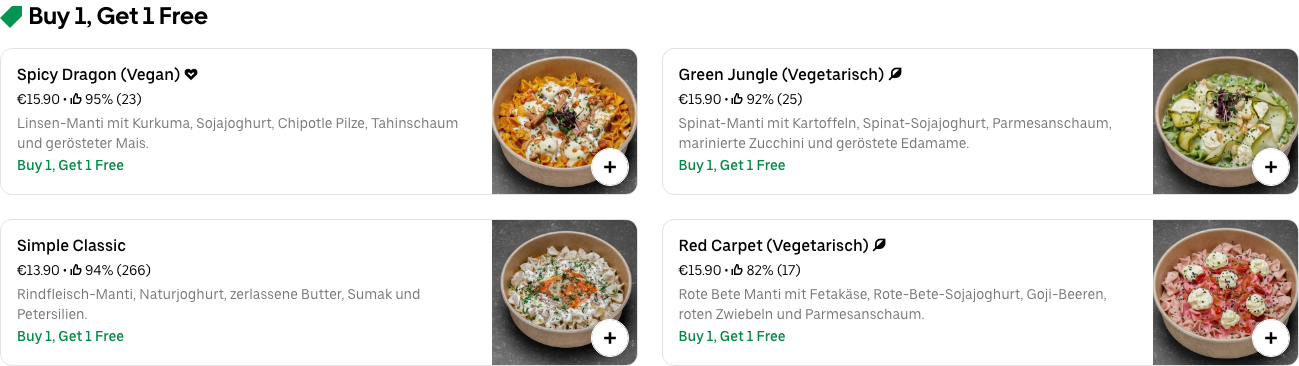 Buy 1, Get 1 Free
Spicy Dragon (Vegan)
€15.90 • 95% (23)
Linsen-Manti mit Kurkuma, Sojajoghurt, Chipotle Pilze, Tahinschaum
und gerösteter Mais.
Buy 1, Get 1 Free
Green Jungle (Vegetarisch)
€15.90 • 92% (25)
Spinat-Manti mit Kartoffeln, Spinat-Sojajoghurt, Parmesanschaum,
marinierte Zucchini und geröstete Edamame.
Buy 1, Get 1 Free
Simple Classic
€13.90 • 94% (266)
Rindfleisch-Manti, Naturjoghurt, zerlassene Butter, Sumak und
Petersilien.
Buy 1, Get 1 Free
Red Carpet (Vegetarisch)
€15.90 • 82% (17)
Rote Bete Manti mit Fetakäse, Rote-Bete-Sojajoghurt, Goji-Beeren,
roten Zwiebeln und Parmesanschaum.
Buy 1, Get 1 Free